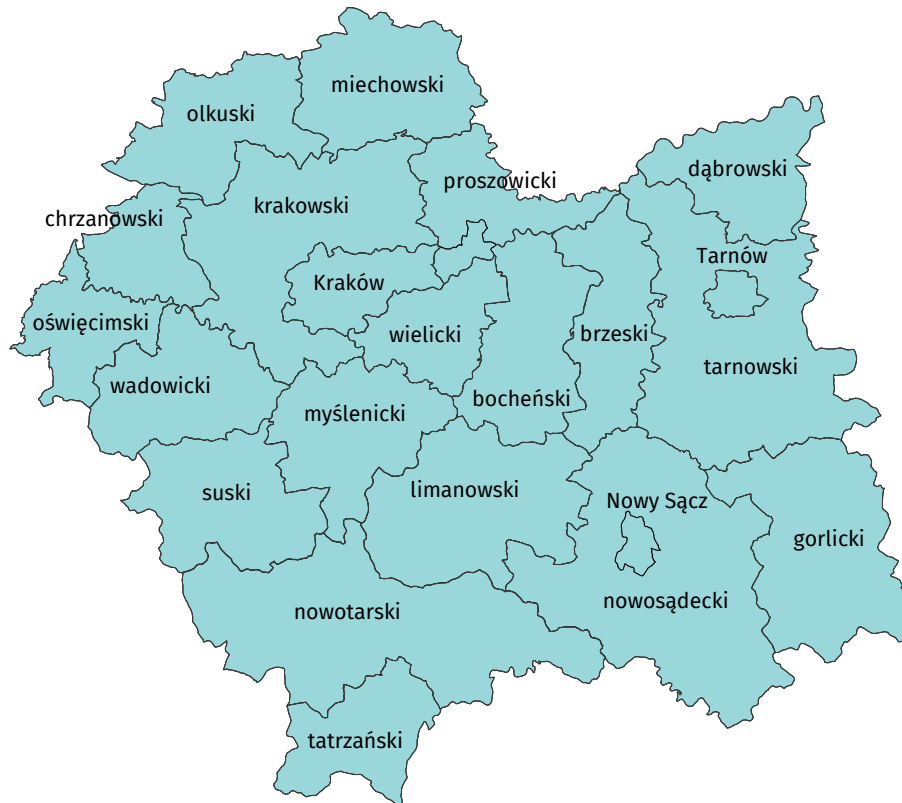 miechowski
olkuski
dąbrowski
proszowicki
krakowski
chrzanowski
Tarnów
Kraków
oświęcimski
wielicki
brzeski
tarnowski
wadowicki
bocheński
myślenicki
suski
limanowski
Nowy Sącz
gorlicki
nowosądecki
nowotarski
tatrzański